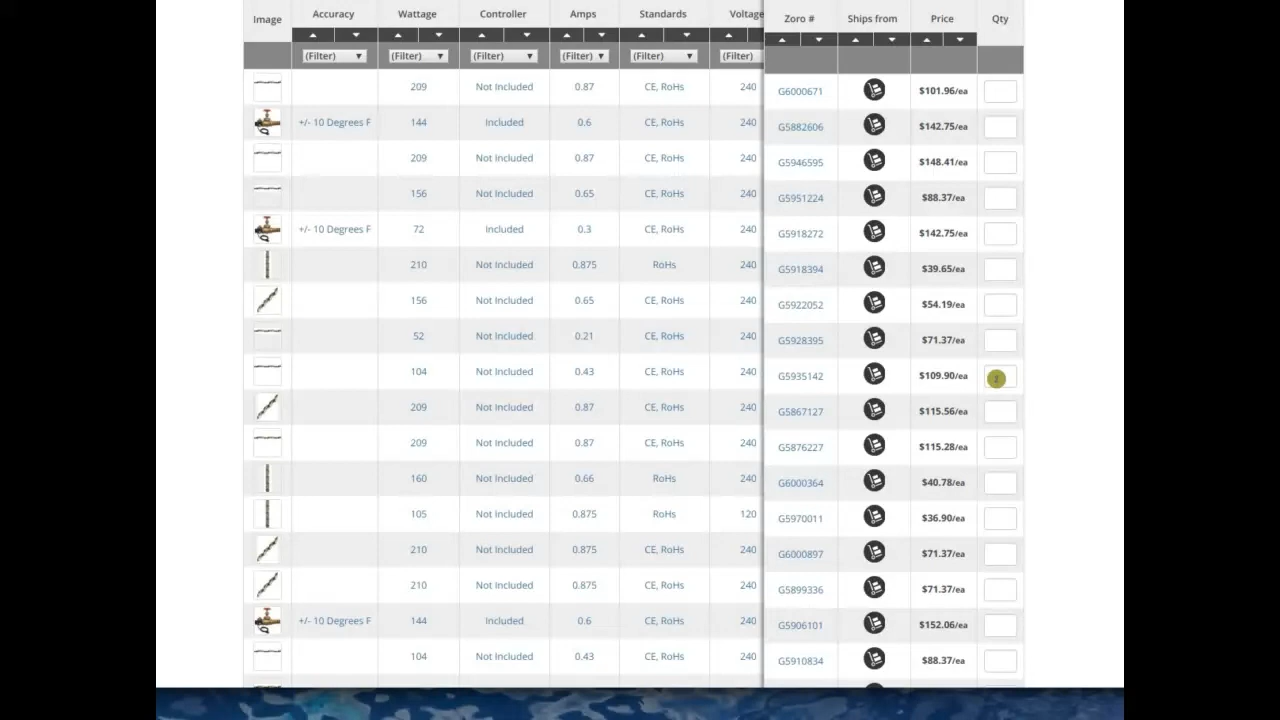 Image Accuracy Wattage Controller Amps Standards Voltage Zoro # Ships from Price Qty
(Filter) (Filter) (Filter) (Filter) (Filter) (Filter)
209 Not Included 0.87 CE, RoHs 240 G6000671 $101.96/ea
+/- 10 Degrees F 144 Included 0.6 CE, RoHs 240 G5882606 $142.75/ea
209 Not Included 0.87 CE, RoHs 240 G5946595 $148.41/ea
156 Not Included 0.65 CE, RoHs 240 G5951224 $88.37/ea
+/- 10 Degrees F 72 Included 0.3 CE, RoHs 240 G5918272 $142.75/ea
210 Not Included 0.875 RoHs 240 G5918394 $39.65/ea
156 Not Included 0.65 CE, RoHs 240 G5922052 $54.19/ea
52 Not Included 0.21 CE, RoHs 240 G5928395 $71.37/ea
104 Not Included 0.43 CE, RoHs 240 G5935142 $109.90/ea
209 Not Included 0.87 CE, RoHs 240 G5867127 $115.56/ea
209 Not Included 0.87 CE, RoHs 240 G5876227 $115.28/ea
160 Not Included 0.66 RoHs 240 G6000364 $40.78/ea
105 Not Included 0.875 RoHs 120 G5970011 $36.90/ea
210 Not Included 0.875 CE, RoHs 240 G6000897 $71.37/ea
210 Not Included 0.875 CE, RoHs 240 G5899336 $71.37/ea
+/- 10 Degrees F 144 Included 0.6 CE, RoHs 240 G5906101 $152.06/ea
104 Not Included 0.43 CE, RoHs 240 G5910834 $88.37/ea